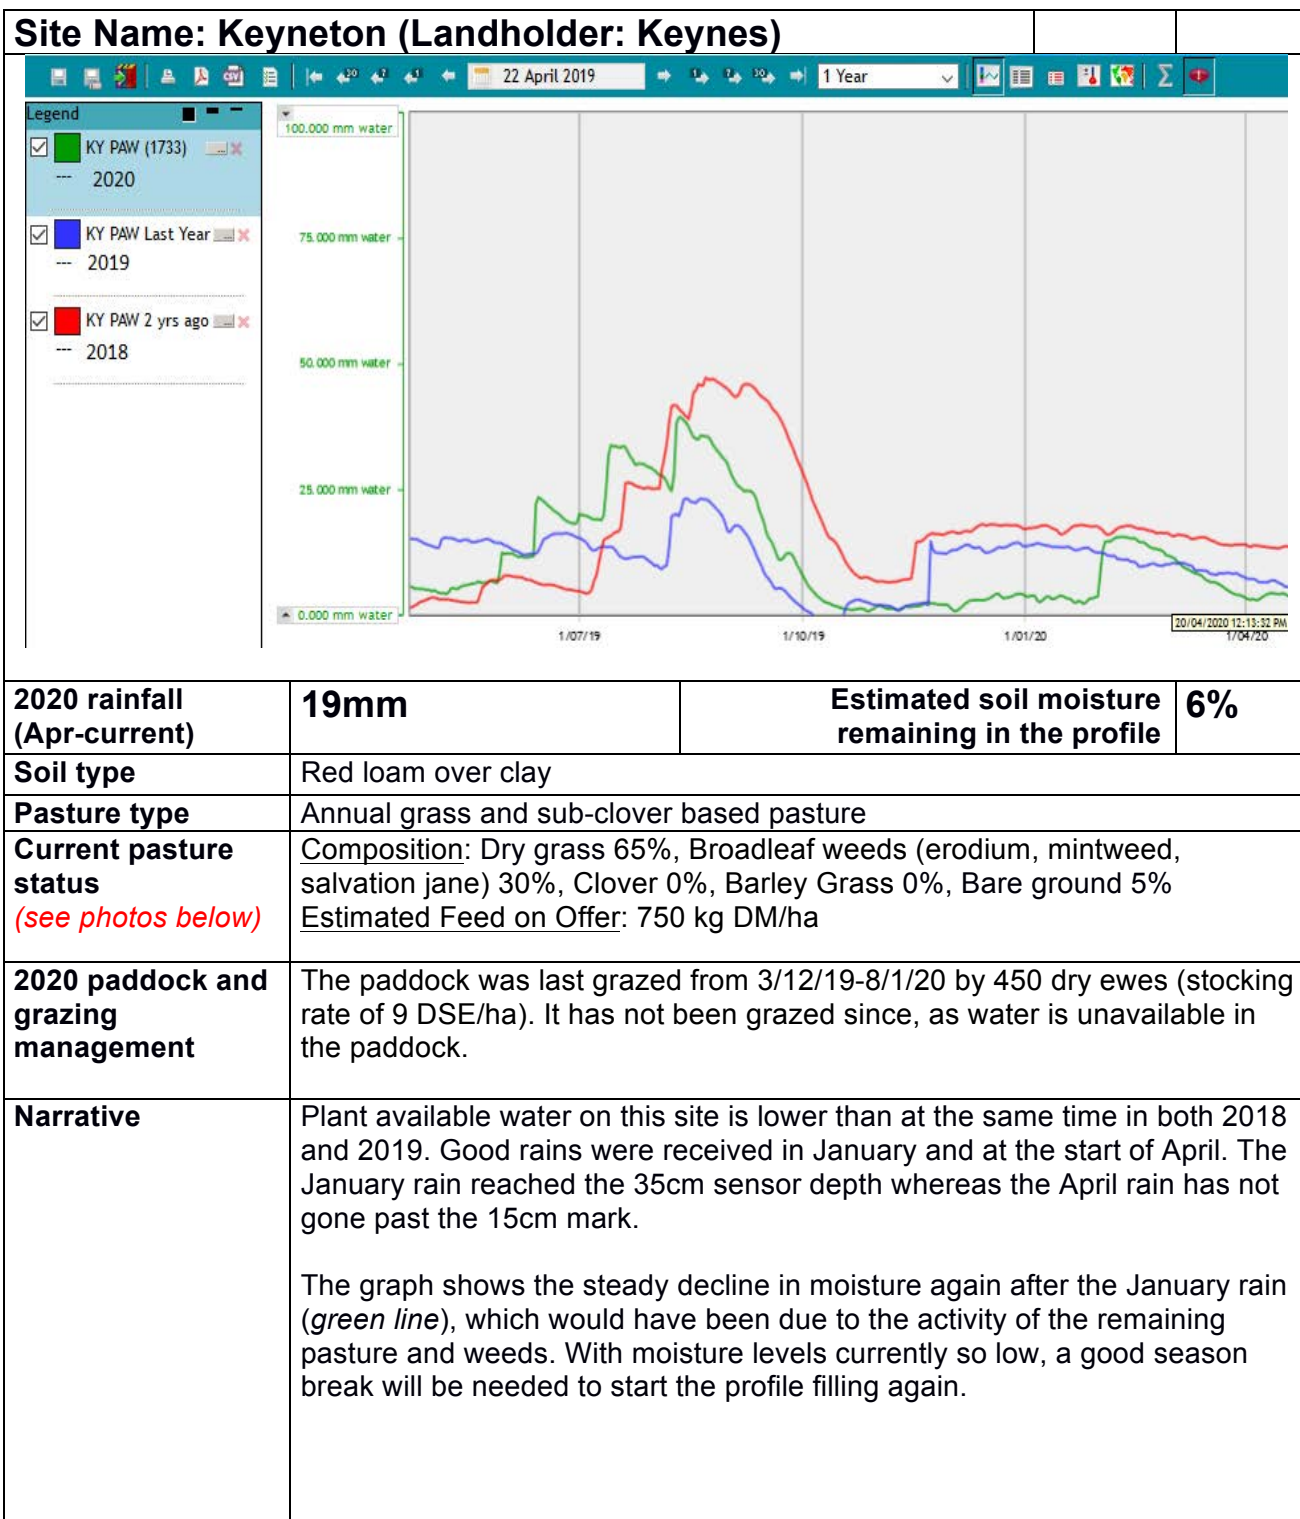 Site Name: Keyneton (Landholder: Keynes)
22 April 2019
1 Year
Legend
KY PAW (1733)
--- 2020
KY PAW Last Year
--- 2019
KY PAW 2 yrs ago
--- 2018
100.000 mm water
75.000 mm water
50.000 mm water
25.000 mm water
0.000 mm water
20/04/2020 12:13:32 PM
1/07/19
1/10/19
1/01/20
1/04/20
2020 rainfall
(Apr-current)
19mm
Estimated soil moisture
remaining in the profile
6%
Soil type
Red loam over clay
Pasture type
Annual grass and sub-clover based pasture
Current pasture
status
(see photos below)
Composition: Dry grass 65%, Broadleaf weeds (erodium, mintweed,
salvation jane) 30%, Clover 0%, Barley Grass 0%, Bare ground 5%
Estimated Feed on Offer: 750 kg DM/ha
2020 paddock and
grazing
management
The paddock was last grazed from 3/12/19-8/1/20 by 450 dry ewes (stocking
rate of 9 DSE/ha). It has not been grazed since, as water is unavailable in
the paddock.
Narrative
Plant available water on this site is lower than at the same time in both 2018
and 2019. Good rains were received in January and at the start of April. The
January rain reached the 35cm sensor depth whereas the April rain has not
gone past the 15cm mark.
The graph shows the steady decline in moisture again after the January rain
(green line), which would have been due to the activity of the remaining
pasture and weeds. With moisture levels currently so low, a good season
break will be needed to start the profile filling again.